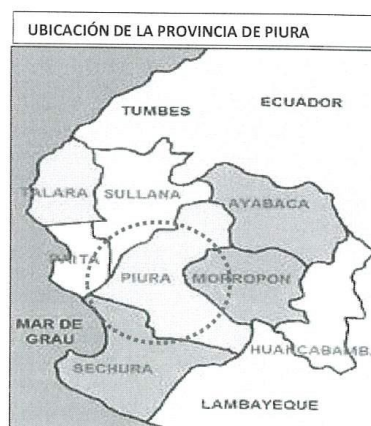 UBICACIÓN DE LA PROVINCIA DE PIURA
ECUADOR
TUMBES
TALARA
SULLANA
AYABACA
PAITA
PIURA
MORROPON
MAR DE
GRAU
HUANCABAMBA
SECHURA
LAMBAYEQUE